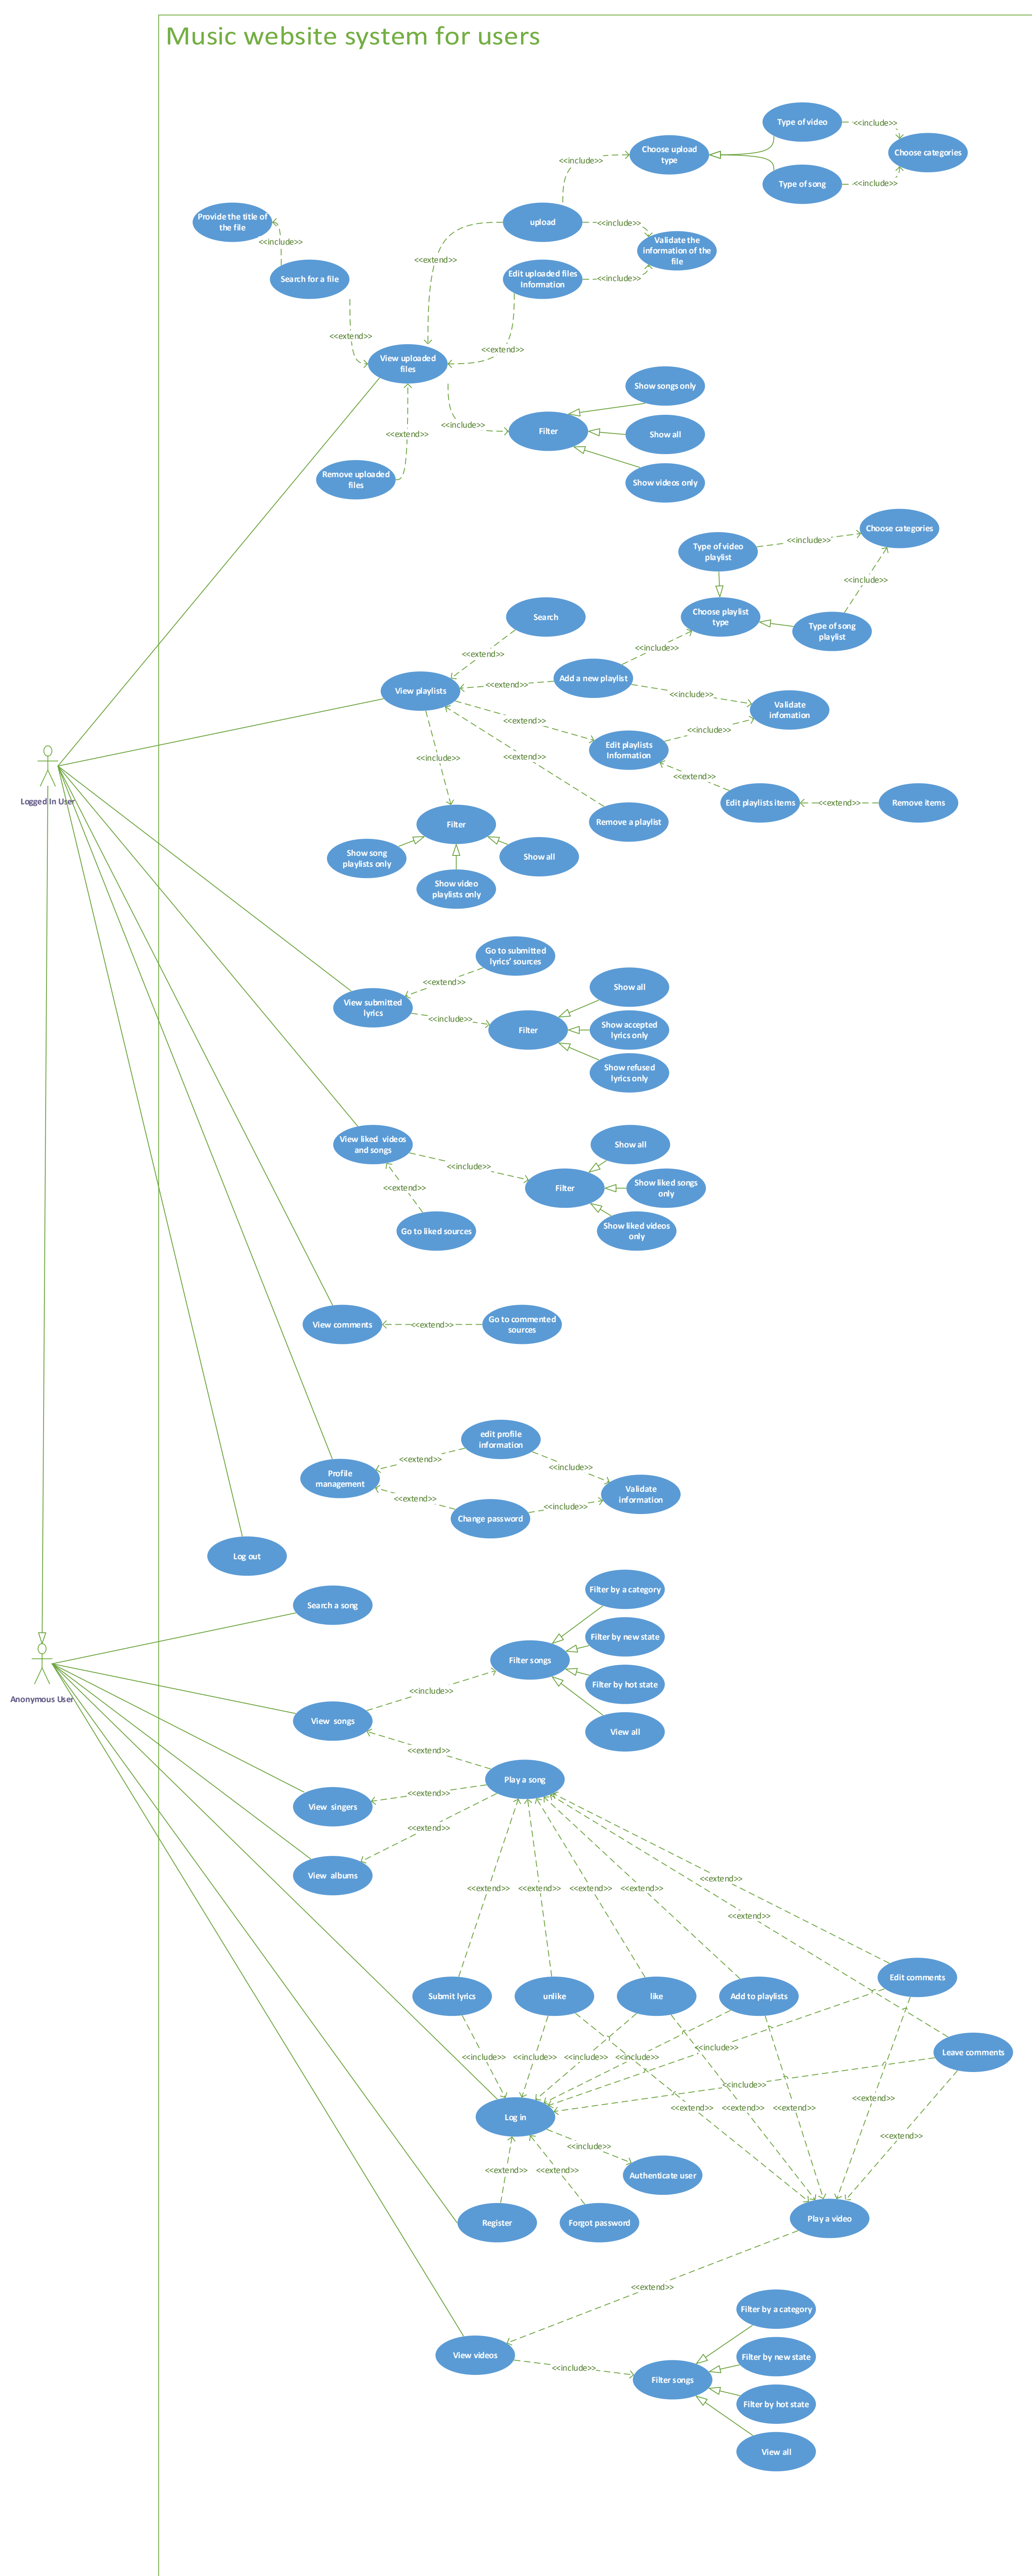 Music website system for users
Type of video
<<include>>
Choose upload
type
Choose categories
<<include>>
Type of song
<<include>>
Provide the title of
the file
upload
<<include>>
<<include>>
Validate the
information of the
file
<<extend>>
Search for a file
Edit uploaded files
Information
<<include>>
<<extend>>
<<extend>>
View uploaded
files
Show songs only
<<include>>
Filter
<<extend>>
Show all
Remove uploaded
files
Show videos only
Choose categories
<<include>>
Type of video
playlist
<<include>>
Search
Choose playlist
type
Type of song
playlist
<<extend>>
<<include>>
Add a new playlist
<<extend>>
View playlists
<<include>>
Validate
infomation
<<extend>>
<<include>>
Edit playlists
Information
<<include>>
<<extend>>
<<extend>>
Logged In User
Edit playlists items
<<extend>>
Remove items
Filter
Remove a playlist
Show song
playlists only
Show all
Show video
playlists only
Go to submitted
lyrics' sources
<<extend>>
Show all
View submitted
lyrics
<<include>>
Filter
Show accepted
lyrics only
Show refused
lyrics only
View liked  videos
and songs
Show all
<<include>>
<<extend>>
Filter
Show liked songs
only
Go to liked sources
Show liked videos
only
View comments
<<extend>>
Go to commented
sources
edit profile
information
<<extend>>
<<include>>
Profile
management
<<extend>>
Validate
information
<<include>>
Change password
Log out
Search a song
Filter by a category
Filter by new state
Filter songs
Filter by hot state
<<include>>
Anonymous User
View  songs
View all
<<extend>>
Play a song
<<extend>>
View  singers
<<extend>>
View  albums
<<extend>>
<<extend>>
<<extend>>
<<extend>>
<<extend>>
<<extend>>
Edit comments
Submit lyrics
unlike
like
Add to playlists
<<include>>
Leave comments
<<include>>
<<include>>
<<include>>
<<include>>
<<include>>
<<extend>>
<<extend>>
<<extend>>
<<extend>>
Log in
<<extend>>
<<include>>
<<extend>>
<<extend>>
Authenticate user
Register
Forgot password
Play a video
<<extend>>
Filter by a category
View videos
Filter by new state
<<include>>
Filter songs
Filter by hot state
View all